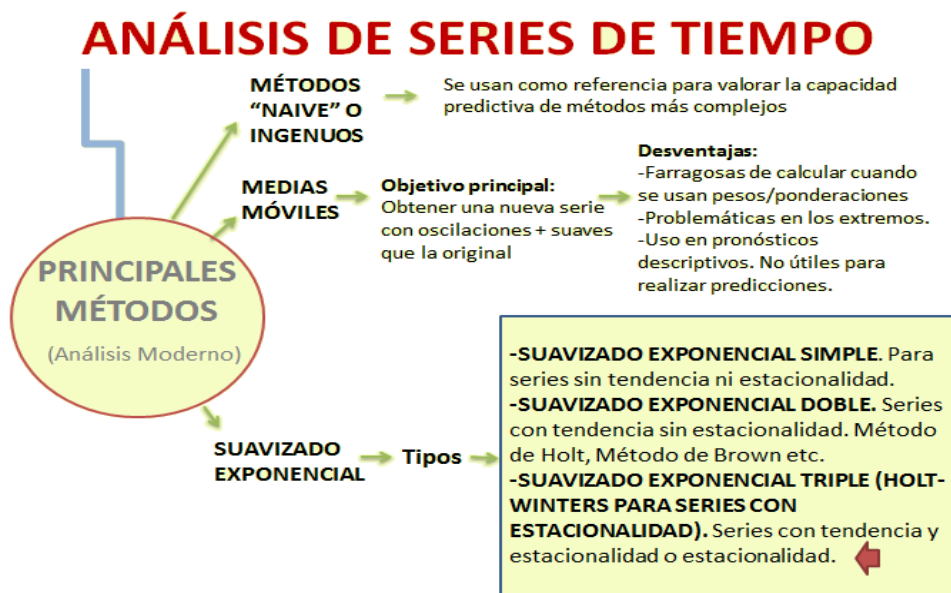 ANÁLISIS DE SERIES DE TIEMPO
MÉTODOS
"NAIVE" O
INGENUOS
Se usan como referencia para valorar la capacidad
predictiva de métodos más complejos
MEDIAS
MÓVILES
Objetivo principal:
Obtener una nueva serie
con oscilaciones + suaves
que la original
Desventajas:
-Farragosas de calcular cuando
se usan pesos/ponderaciones
-Problemáticas en los extremos.
-Uso en pronósticos
descriptivos. No útiles para
realizar predicciones.
PRINCIPALES
MÉTODOS
(Análisis Moderno)
SUAVIZADO
EXPONENCIAL
Tipos
-SUAVIZADO EXPONENCIAL SIMPLE. Para
series sin tendencia ni estacionalidad.
-SUAVIZADO EXPONENCIAL DOBLE. Series
con tendencia sin estacionalidad. Método
de Holt, Método de Brown etc.
-SUAVIZADO EXPONENCIAL TRIPLE (HOLT-
WINTERS PARA SERIES CON
ESTACIONALIDAD). Series con tendencia y
estacionalidad o estacionalidad.